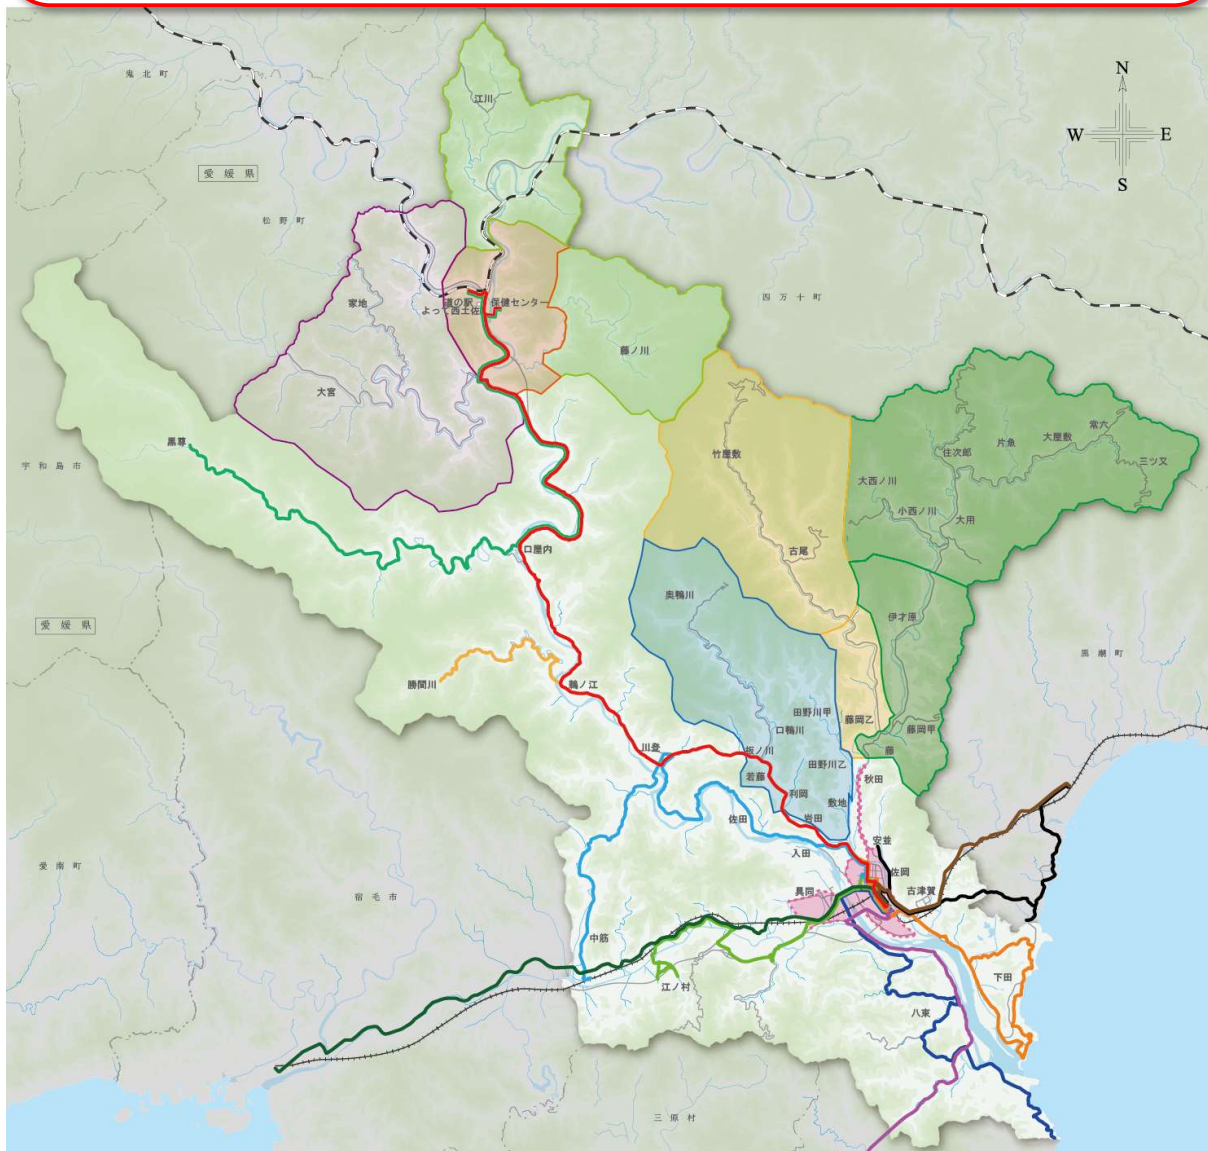 N
W E
S
鬼北町
江川
愛媛県
松野町
四万十町
家地
道の駅
よって西土佐
保健センター
藤ノ川
大宮
黒尊
宇和島市
竹屋敷
常六
大屋敷
片魚
住次郎
三ツ又
大西ノ川
小西ノ川
大用
口屋内
古尾
奥鴨川
伊才原
愛媛県
黒潮町
勝間川
鵜ノ江
田野川甲
藤岡乙
口鴨川
藤岡甲
川登
坂ノ川
藤
田野川乙
若藤
秋田
利岡
敷地
佐田
岩田
安並
入田
佐岡
愛南町
宿毛市
具同
古津賀
中筋
下田
江ノ村
八束
三原村